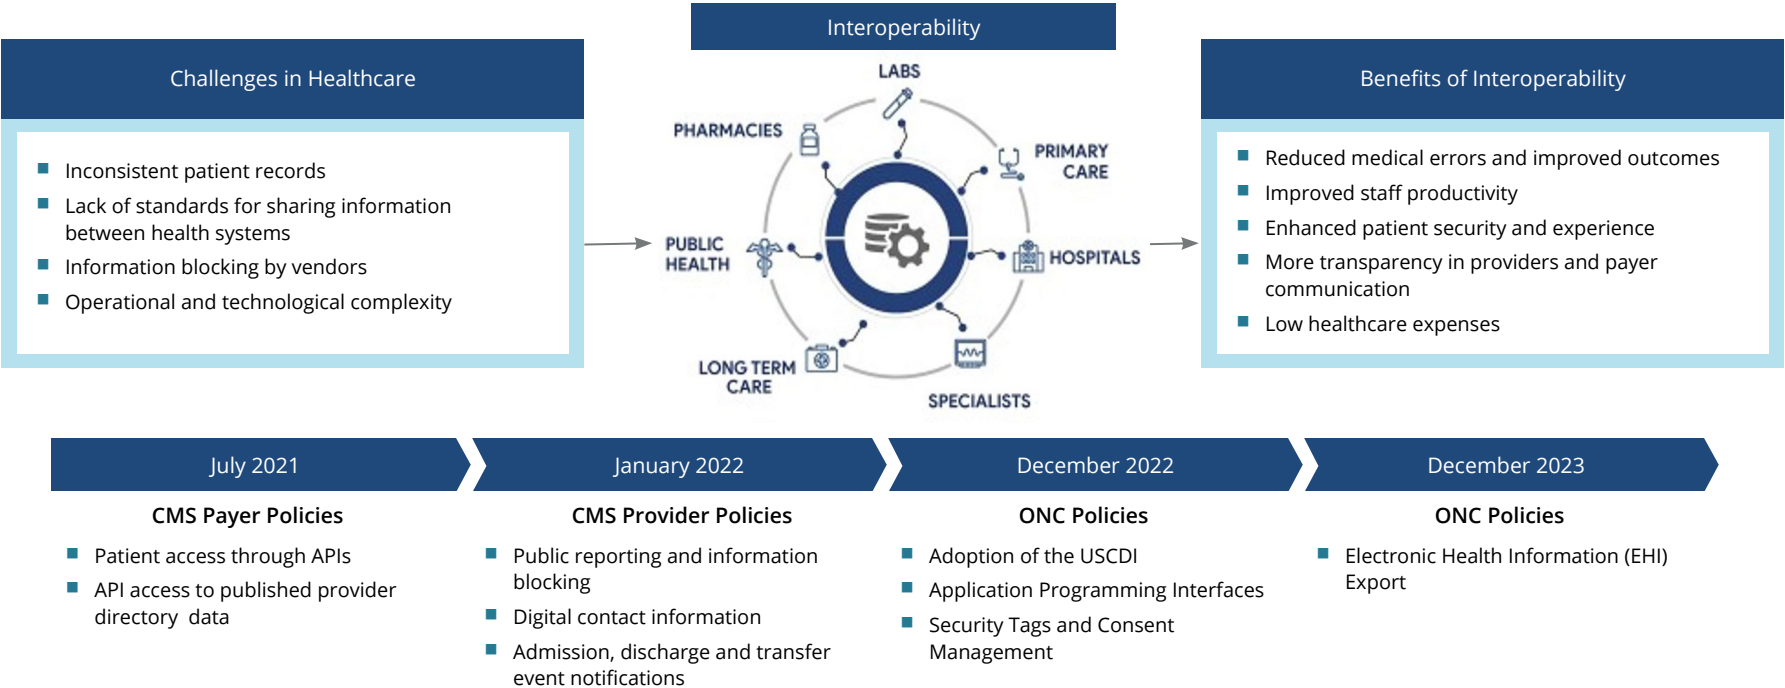 Interoperability
Challenges in Healthcare
Inconsistent patient records
Lack of standards for sharing information
between health systems
Information blocking by vendors
Operational and technological complexity
LABS
PHARMACIES
PRIMARY
CARE
PUBLIC
HEALTH
HOSPITALS
LONG TERM
CARE
SPECIALISTS
Benefits of Interoperability
Reduced medical errors and improved outcomes
Improved staff productivity
Enhanced patient security and experience
More transparency in providers and payer
communication
Low healthcare expenses
July 2021
CMS Payer Policies
Patient access through APIs
API access to published provider
directory data
January 2022
CMS Provider Policies
Public reporting and information
blocking
Digital contact information
Admission, discharge and transfer
event notifications
December 2022
ONC Policies
Adoption of the USCDI
Application Programming Interfaces
Security Tags and Consent
Management
December 2023
ONC Policies
Electronic Health Information (EHI)
Export